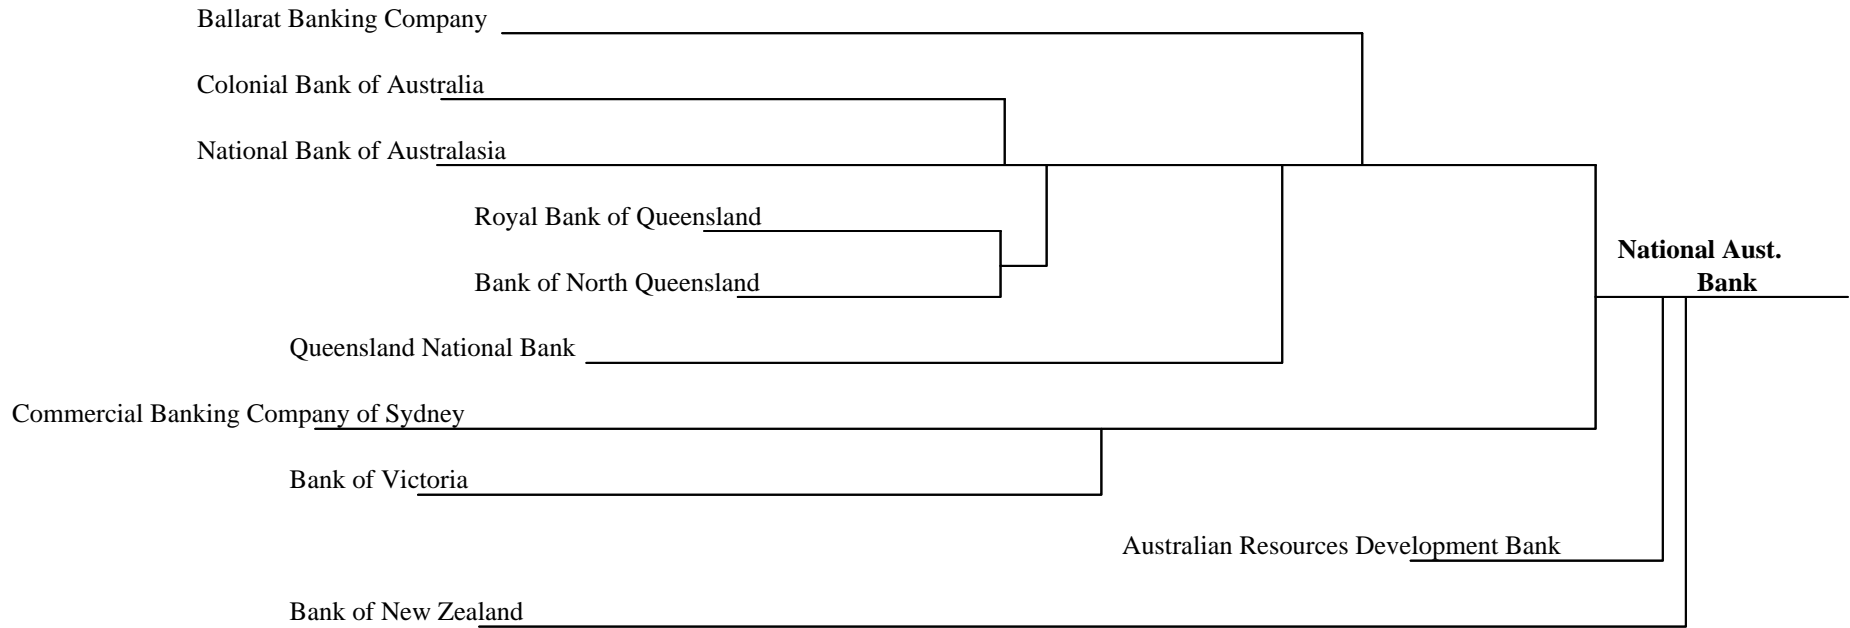 Ballarat Banking Company
Colonial Bank of Australia
National Bank of Australasia
Royal Bank of Queensland
National Aust.
Bank
Bank of North Queensland
Queensland National Bank
Commercial Banking Company of Sydney
Bank of Victoria
Australian Resources Development Bank
Bank of New Zealand